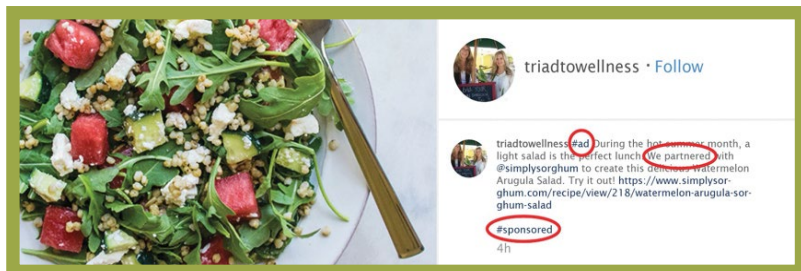 triadtowellness • Follow
triadtowellness #ad During the hot summer month, a
light salad is the perfect lunch. We partnered with
@simplysorghum to create this delicious Watermelon
Arugula Salad. Try it out! https://www.simplysor-
ghum.com/recipe/view/218/watermelon-arugula-sor-
ghum-salad
#sponsored
4h